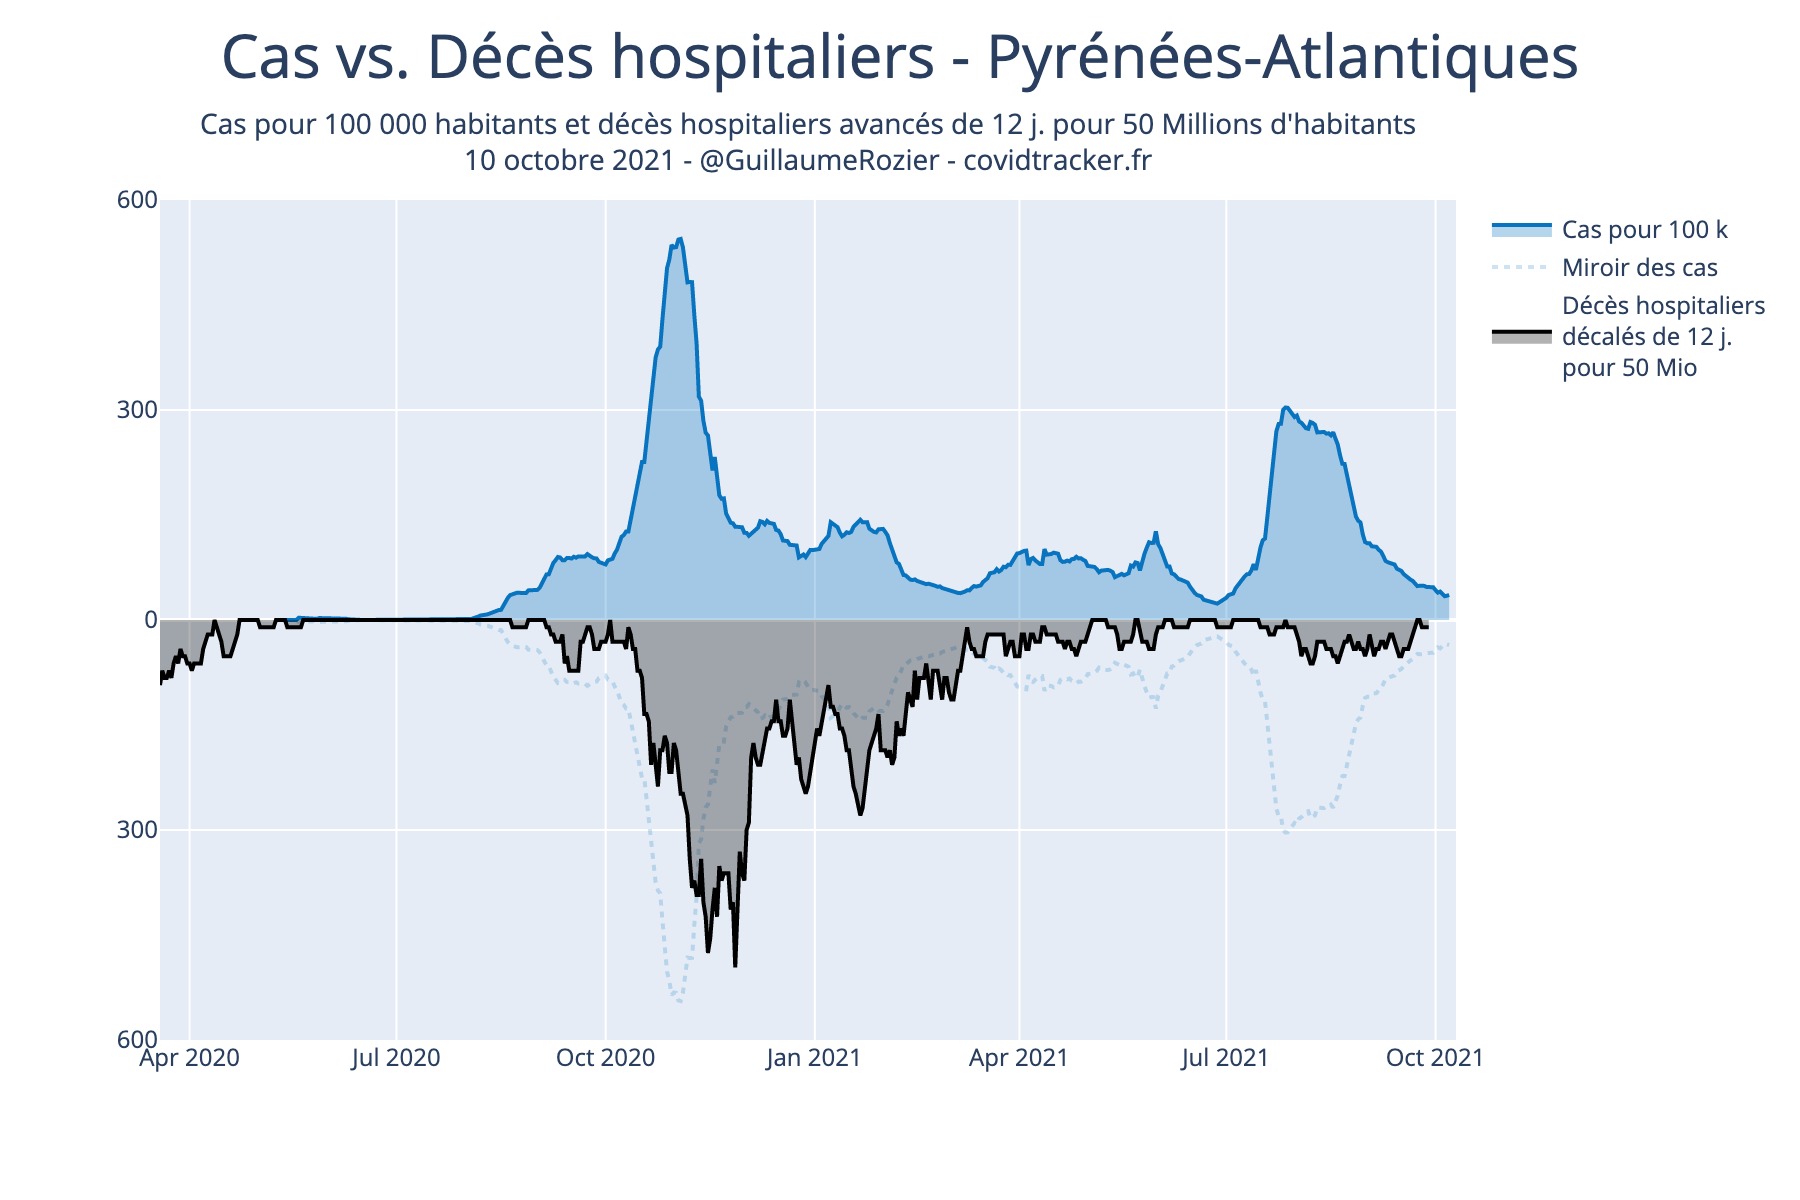 Cas vs. Décès hospitaliers - Pyrénées-Atlantiques
Cas pour 100 000 habitants et décès hospitaliers avancés de 12 j. pour 50 Millions d'habitants
10 octobre 2021 - @GuillaumeRozier - covidtracker.fr
600
300
0
300
600
Apr 2020
Jul 2020
Oct 2020
Jan 2021
Apr 2021
Jul 2021
Oct 2021
Cas pour 100 k
Miroir des cas
Décès hospitaliers
décalés de 12 j.
pour 50 Mio